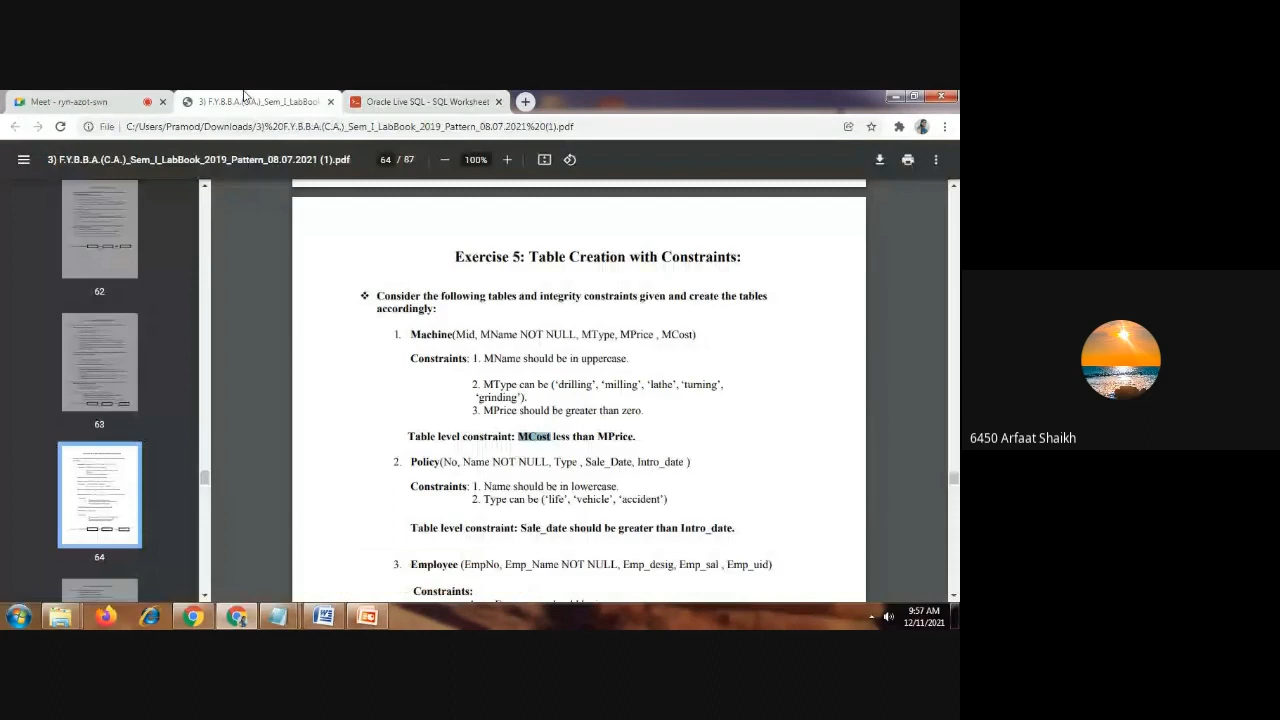 Meet - ryn-azot-swn
3) F.Y.B.B.A.(C.A.)_Sem_I_LabBook
Oracle Live SQL - SQL Worksheet
File
C:/Users/Pramod/Downloads/3)%20F.Y.B.B.A.(C.A.)_Sem_I_LabBook_2019_Pattern_08.07.2021%20(1).pdf
3) F.Y.B.B.A.(C.A.)_Sem_I_LabBook_2019_Pattern_08.07.2021 (1).pdf
64 / 87
100%
62
63
64
Exercise 5: Table Creation with Constraints:
❖ Consider the following tables and integrity constraints given and create the tables
accordingly:
1. Machine(Mid, MName NOT NULL, MType, MPrice , MCost)
Constraints: 1. MName should be in uppercase.
2. MType can be (‘drilling’, ‘milling’, ‘lathe’, ‘turning’,
‘grinding’).
3. MPrice should be greater than zero.
Table level constraint: MCost less than MPrice.
2. Policy(No, Name NOT NULL, Type , Sale_Date, Intro_date )
Constraints: 1. Name should be in lowercase.
2. Type can be (‘life’, ‘vehicle’, ‘accident’)
Table level constraint: Sale_date should be greater than Intro_date.
3. Employee (EmpNo, Emp_Name NOT NULL, Emp_desig, Emp_sal , Emp_uid)
Constraints:
6450 Arfaat Shaikh
9:57 AM
12/11/2021